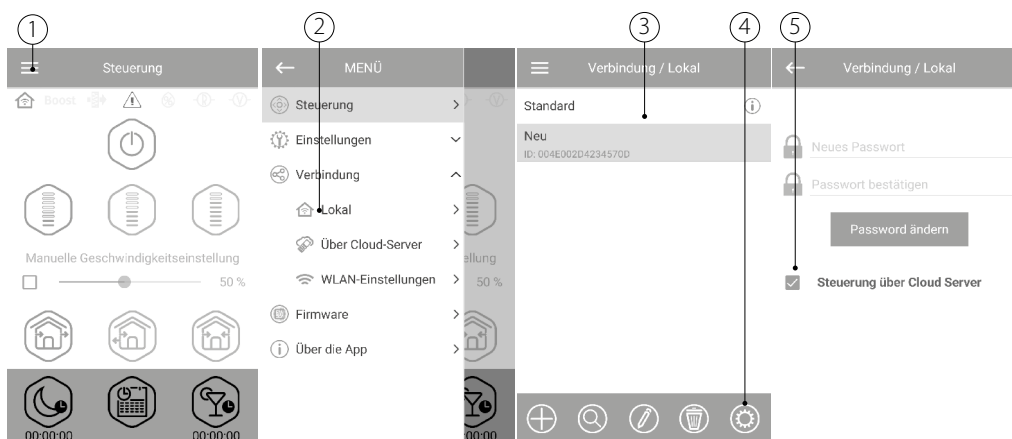 1
2
3
4
5
Steuerung
Boost
Manuelle Geschwindigkeitseinstellung
50 %
00:00:00
00:00:00
MENÜ
Steuerung
Einstellungen
Verbindung
Lokal
Über Cloud-Server
WLAN-Einstellungen
Firmware
Über die App
ellung
50 %
00:00
Verbindung / Lokal
Standard
Neu
ID: 004E002D4234570D
Verbindung / Lokal
Neues Passwort
Passwort bestätigen
Password ändern
Steuerung über Cloud Server